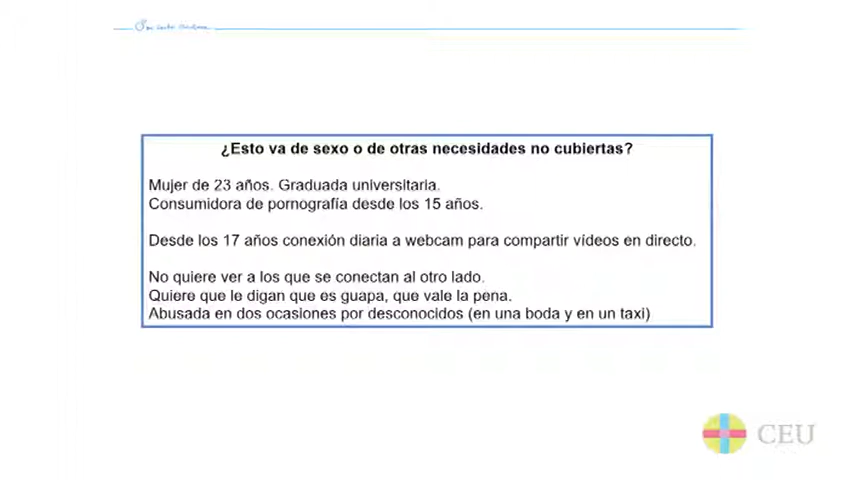 ¿Esto va de sexo o de otras necesidades no cubiertas?
Mujer de 23 años. Graduada universitaria.
Consumidora de pornografía desde los 15 años.
Desde los 17 años conexión diaria a webcam para compartir vídeos en directo.
No quiere ver a los que se conectan al otro lado.
Quiere que le digan que es guapa, que vale la pena.
Abusada en dos ocasiones por desconocidos (en una boda y en un taxi)
CEU